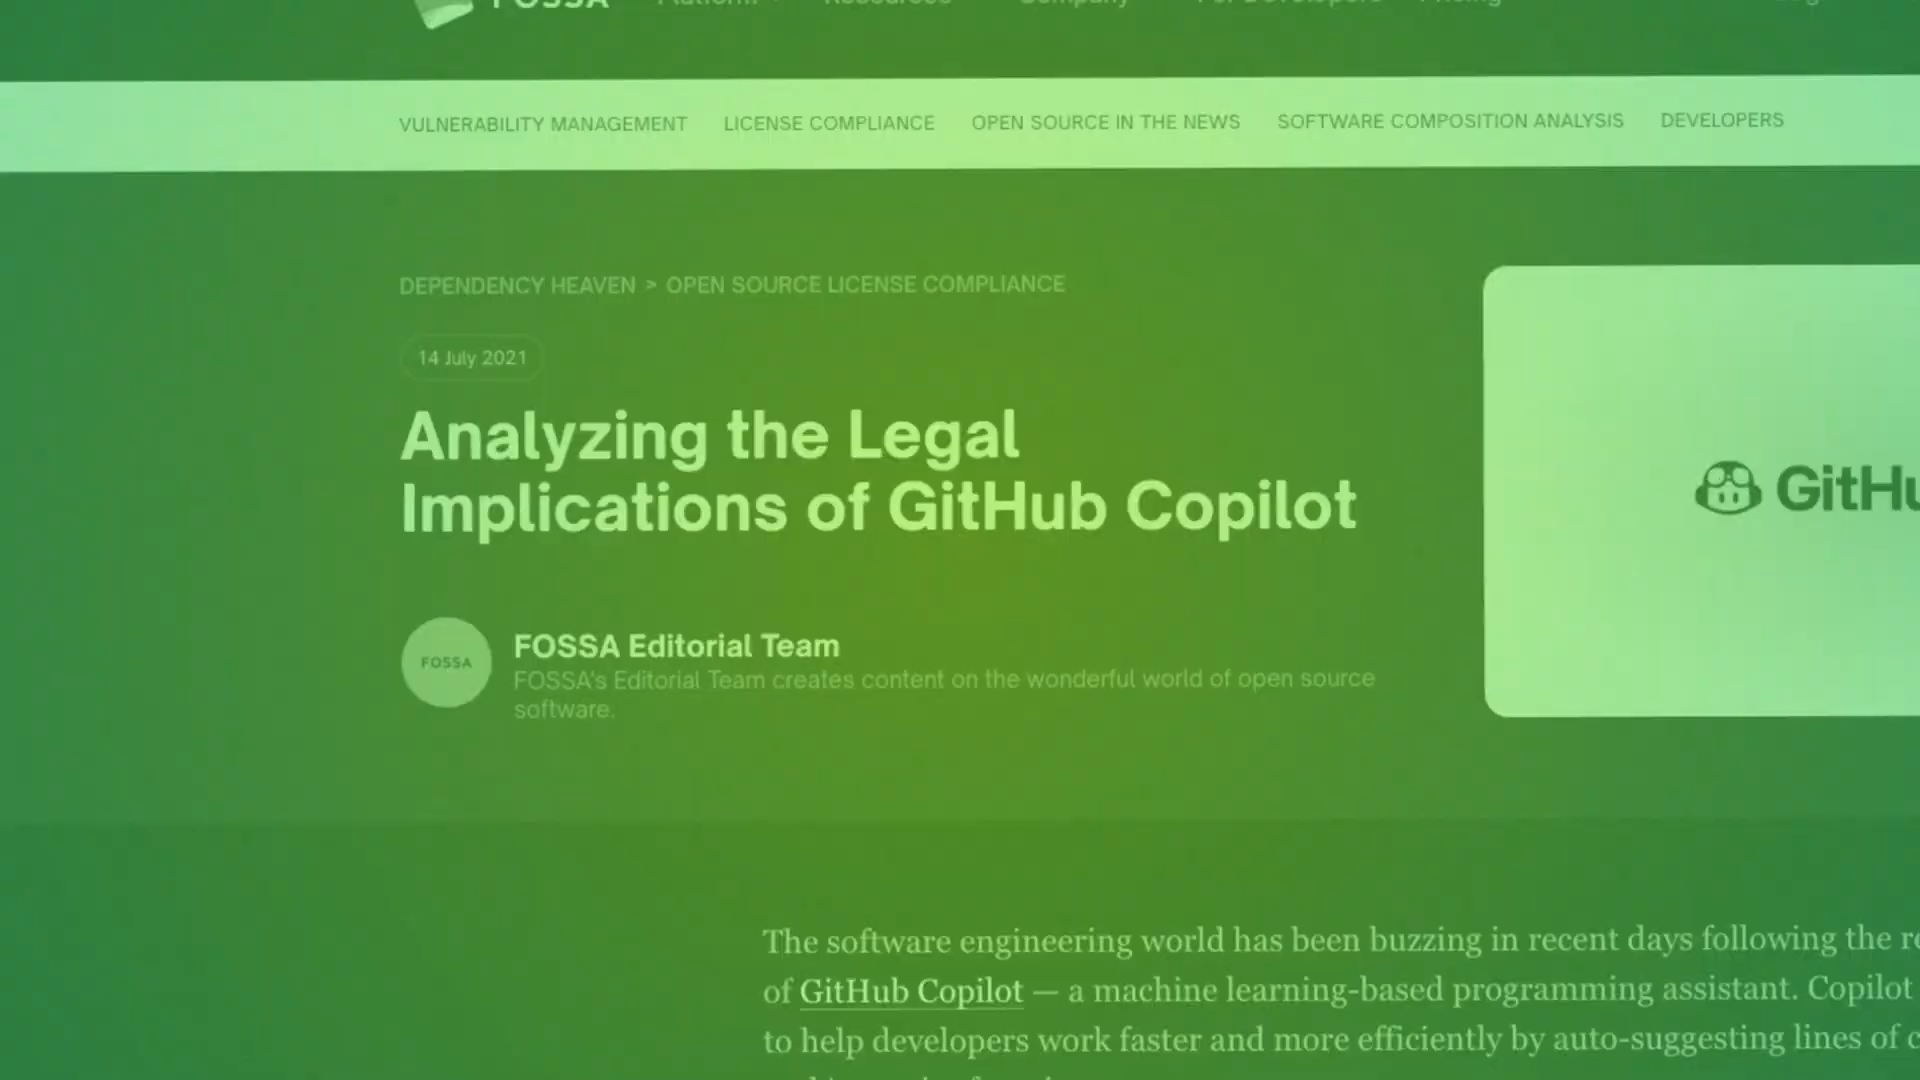 FOSSA
VULNERABILITY MANAGEMENT LICENSE COMPLIANCE OPEN SOURCE IN THE NEWS SOFTWARE COMPOSITION ANALYSIS DEVELOPERS
DEPENDENCY HEAVEN > OPEN SOURCE LICENSE COMPLIANCE
14 July 2021
Analyzing the Legal
Implications of GitHub Copilot
GitHu
FOSSA
FOSSA Editorial Team
FOSSA's Editorial Team creates content on the wonderful world of open source
software.
The software engineering world has been buzzing in recent days following the
of GitHub Copilot — a machine learning-based programming assistant. Copilot
to help developers work faster and more efficiently by auto-suggesting lines of